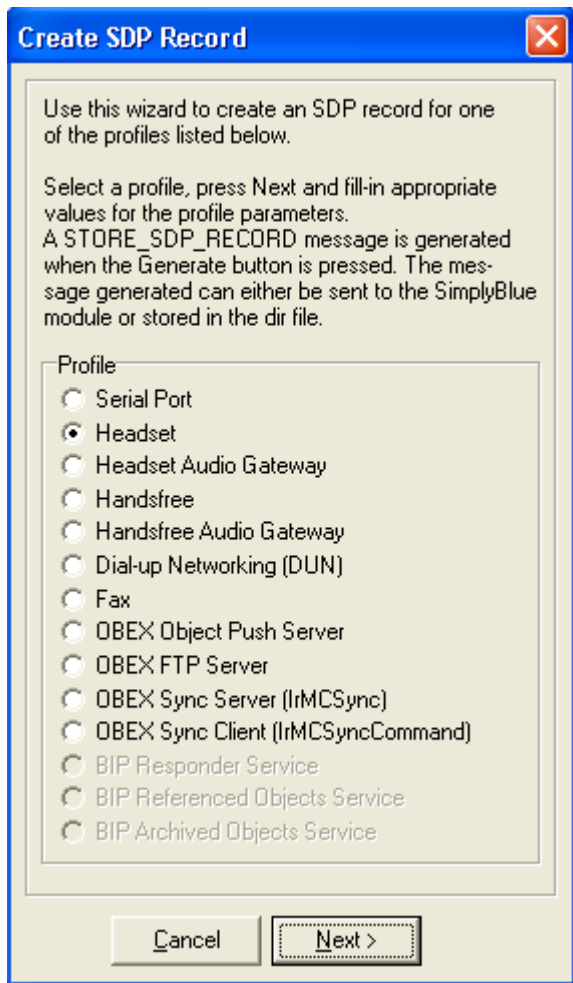 Create SDP Record
Use this wizard to create an SDP record for one
of the profiles listed below.
Select a profile, press Next and fill-in appropriate
values for the profile parameters.
A STORE_SDP_RECORD message is generated
when the Generate button is pressed. The mes-
sage generated can either be sent to the SimplyBlue
module or stored in the dir file.
Profile
Serial Port
Headset
Headset Audio Gateway
Handsfree
Handsfree Audio Gateway
Dial-up Networking (DUN)
Fax
OBEX Object Push Server
OBEX FTP Server
OBEX Sync Server (IrMCSync)
OBEX Sync Client (IrMCSyncCommand)
BIP Responder Service
BIP Referenced Objects Service
BIP Archived Objects Service
Cancel
Next >